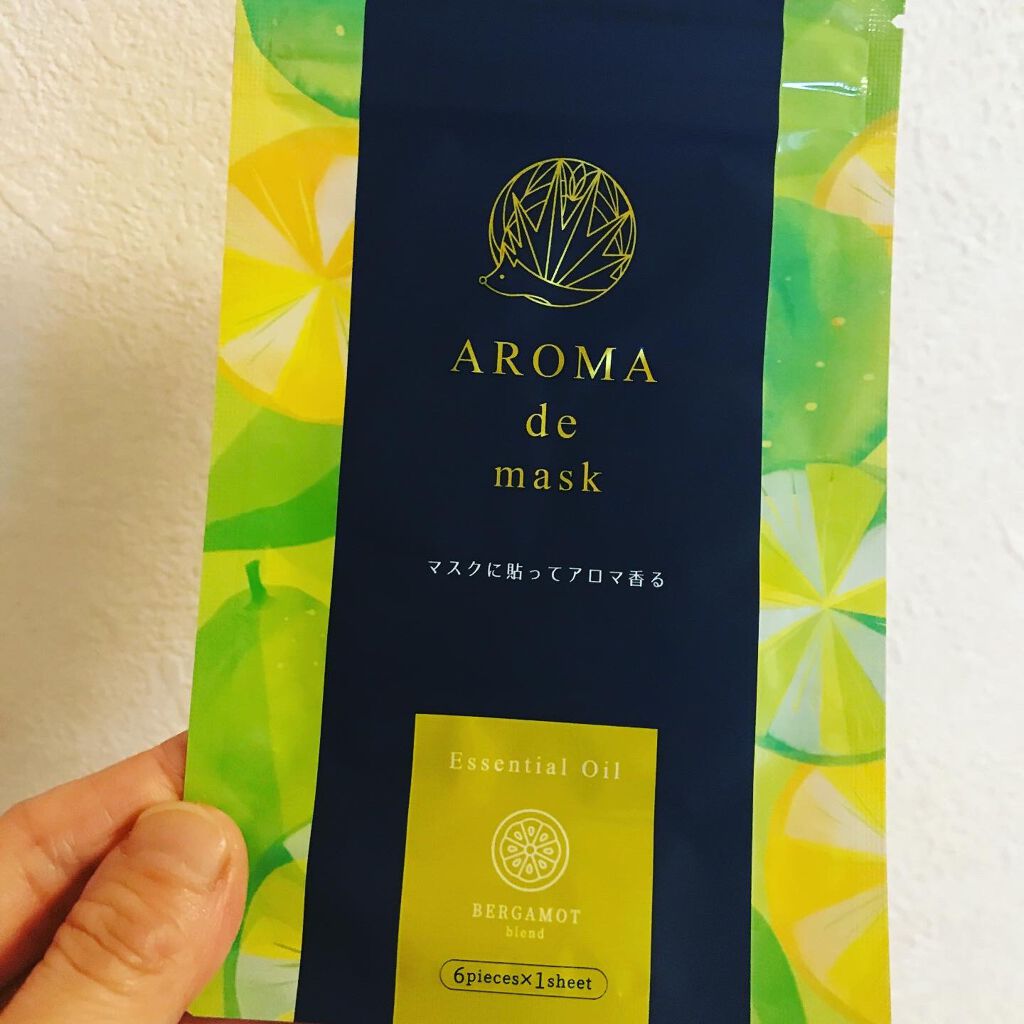 AROMA
de
mask
マスクに貼ってアロマ香る
Essential Oil
BERGAMOT
blend
6pieces×1sheet